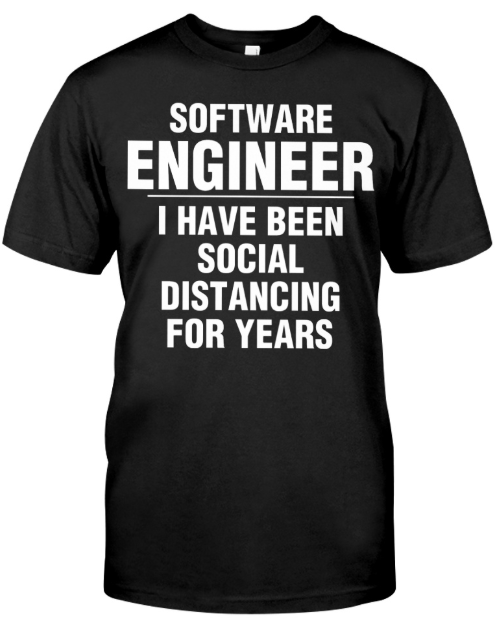 SOFTWARE
ENGINEER
I HAVE BEEN
SOCIAL
DISTANCING
FOR YEARS